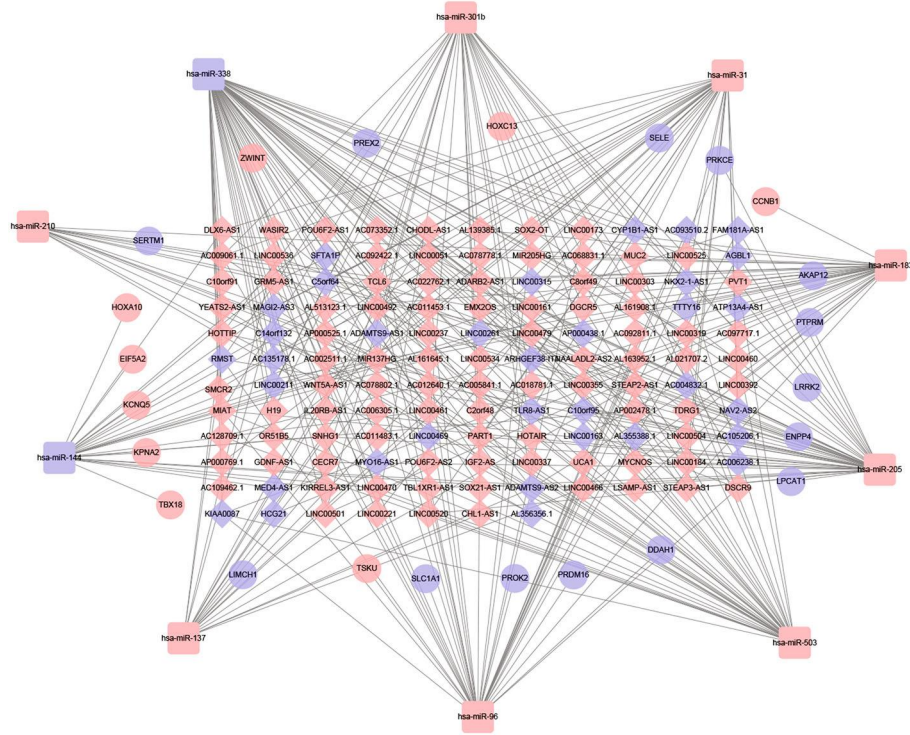 hsa-miR-301b
hsa-miR-338
hsa-miR-31
HOXC13
SELE
PREX2
ZWINT
PRKCE
CCNB1
hsa-miR-210
SERTM1
DLX6-AS1 WASIR2 POU6F2-AS1 AC073352.1 CHODL-AS1 AL139385.1 SOX2-OT LINC00173 CYP1B1-AS1 AC093510.2 FAM181A-AS1
AC009061.1 LINC00536 SFTA1P AC092422.1 LINC00051 AC078778.1 MIR205HG AC068831.1 MUC2 LINC00525 AGBL1
hsa-miR-183
C10orf91 GRM5-AS1 C5orf64 TCL6 AC022762.1 ADARB2-AS1 LINC00315 C8orf49 LINC00303 NKX2-1-AS1 PVT1
AKAP12
HOXA10
YEATS2-AS1 MAGI2-AS3 AL513123.1 LINC00492 AC011453.1 EMX2OS LINC00161 DGCR5 AL161908.1 TTTY16 ATP13A4-AS1
PTPRM
HOTTIP C14orf132 AP000525.1 ADAMTS9-AS1 LINC00237 LINC00261 LINC00479 AP000438.1 AC092811.1 LINC00319 AC097717.1
EIF5A2
RMST AC135178.1 AC002511.1 MIR137HG AL161645.1 LINC00534 ARHGEF38-IT1 NAALADL2-AS2 AL163952.1 AL021707.2 LINC00460
LRRK2
SMCR2 LINC00211 WNT5A-AS1 AC078802.1 AC012640.1 AC005841.1 AC018781.1 LINC00355 STEAP2-AS1 AC004832.1 LINC00392
KCNQ5
MIAT H19 IL20RB-AS1 AC006305.1 LINC00461 C2orf48 TLR8-AS1 C10orf95 AP002478.1 TDRG1 NAV2-AS2
AC128709.1 OR51B5 SNHG1 AC011483.1 LINC00469 PART1 HOTAIR LINC00163 AL355388.1 LINC00504 AC105206.1
ENPP4
KPNA2
hsa-miR-144
AP000769.1 GDNF-AS1 CECR7 MYO16-AS1 POU6F2-AS2 IGF2-AS LINC00337 UCA1 MYCNOS LINC00184 AC006238.1
hsa-miR-205
LPCAT1
AC109462.1 MED4-AS1 KIRREL3-AS1 LINC00470 TBL1XR1-AS1 SOX21-AS1 ADAMTS9-AS2 LINC00466 LSAMP-AS1 STEAP3-AS1 DSCR9
TBX18
KIAA0087 HCG21 LINC00501 LINC00221 LINC00520 CHL1-AS1 AL356356.1
DDAH1
LIMCH1
TSKU
SLC1A1
PROK2
PRDM16
hsa-miR-137
hsa-miR-503
hsa-miR-96